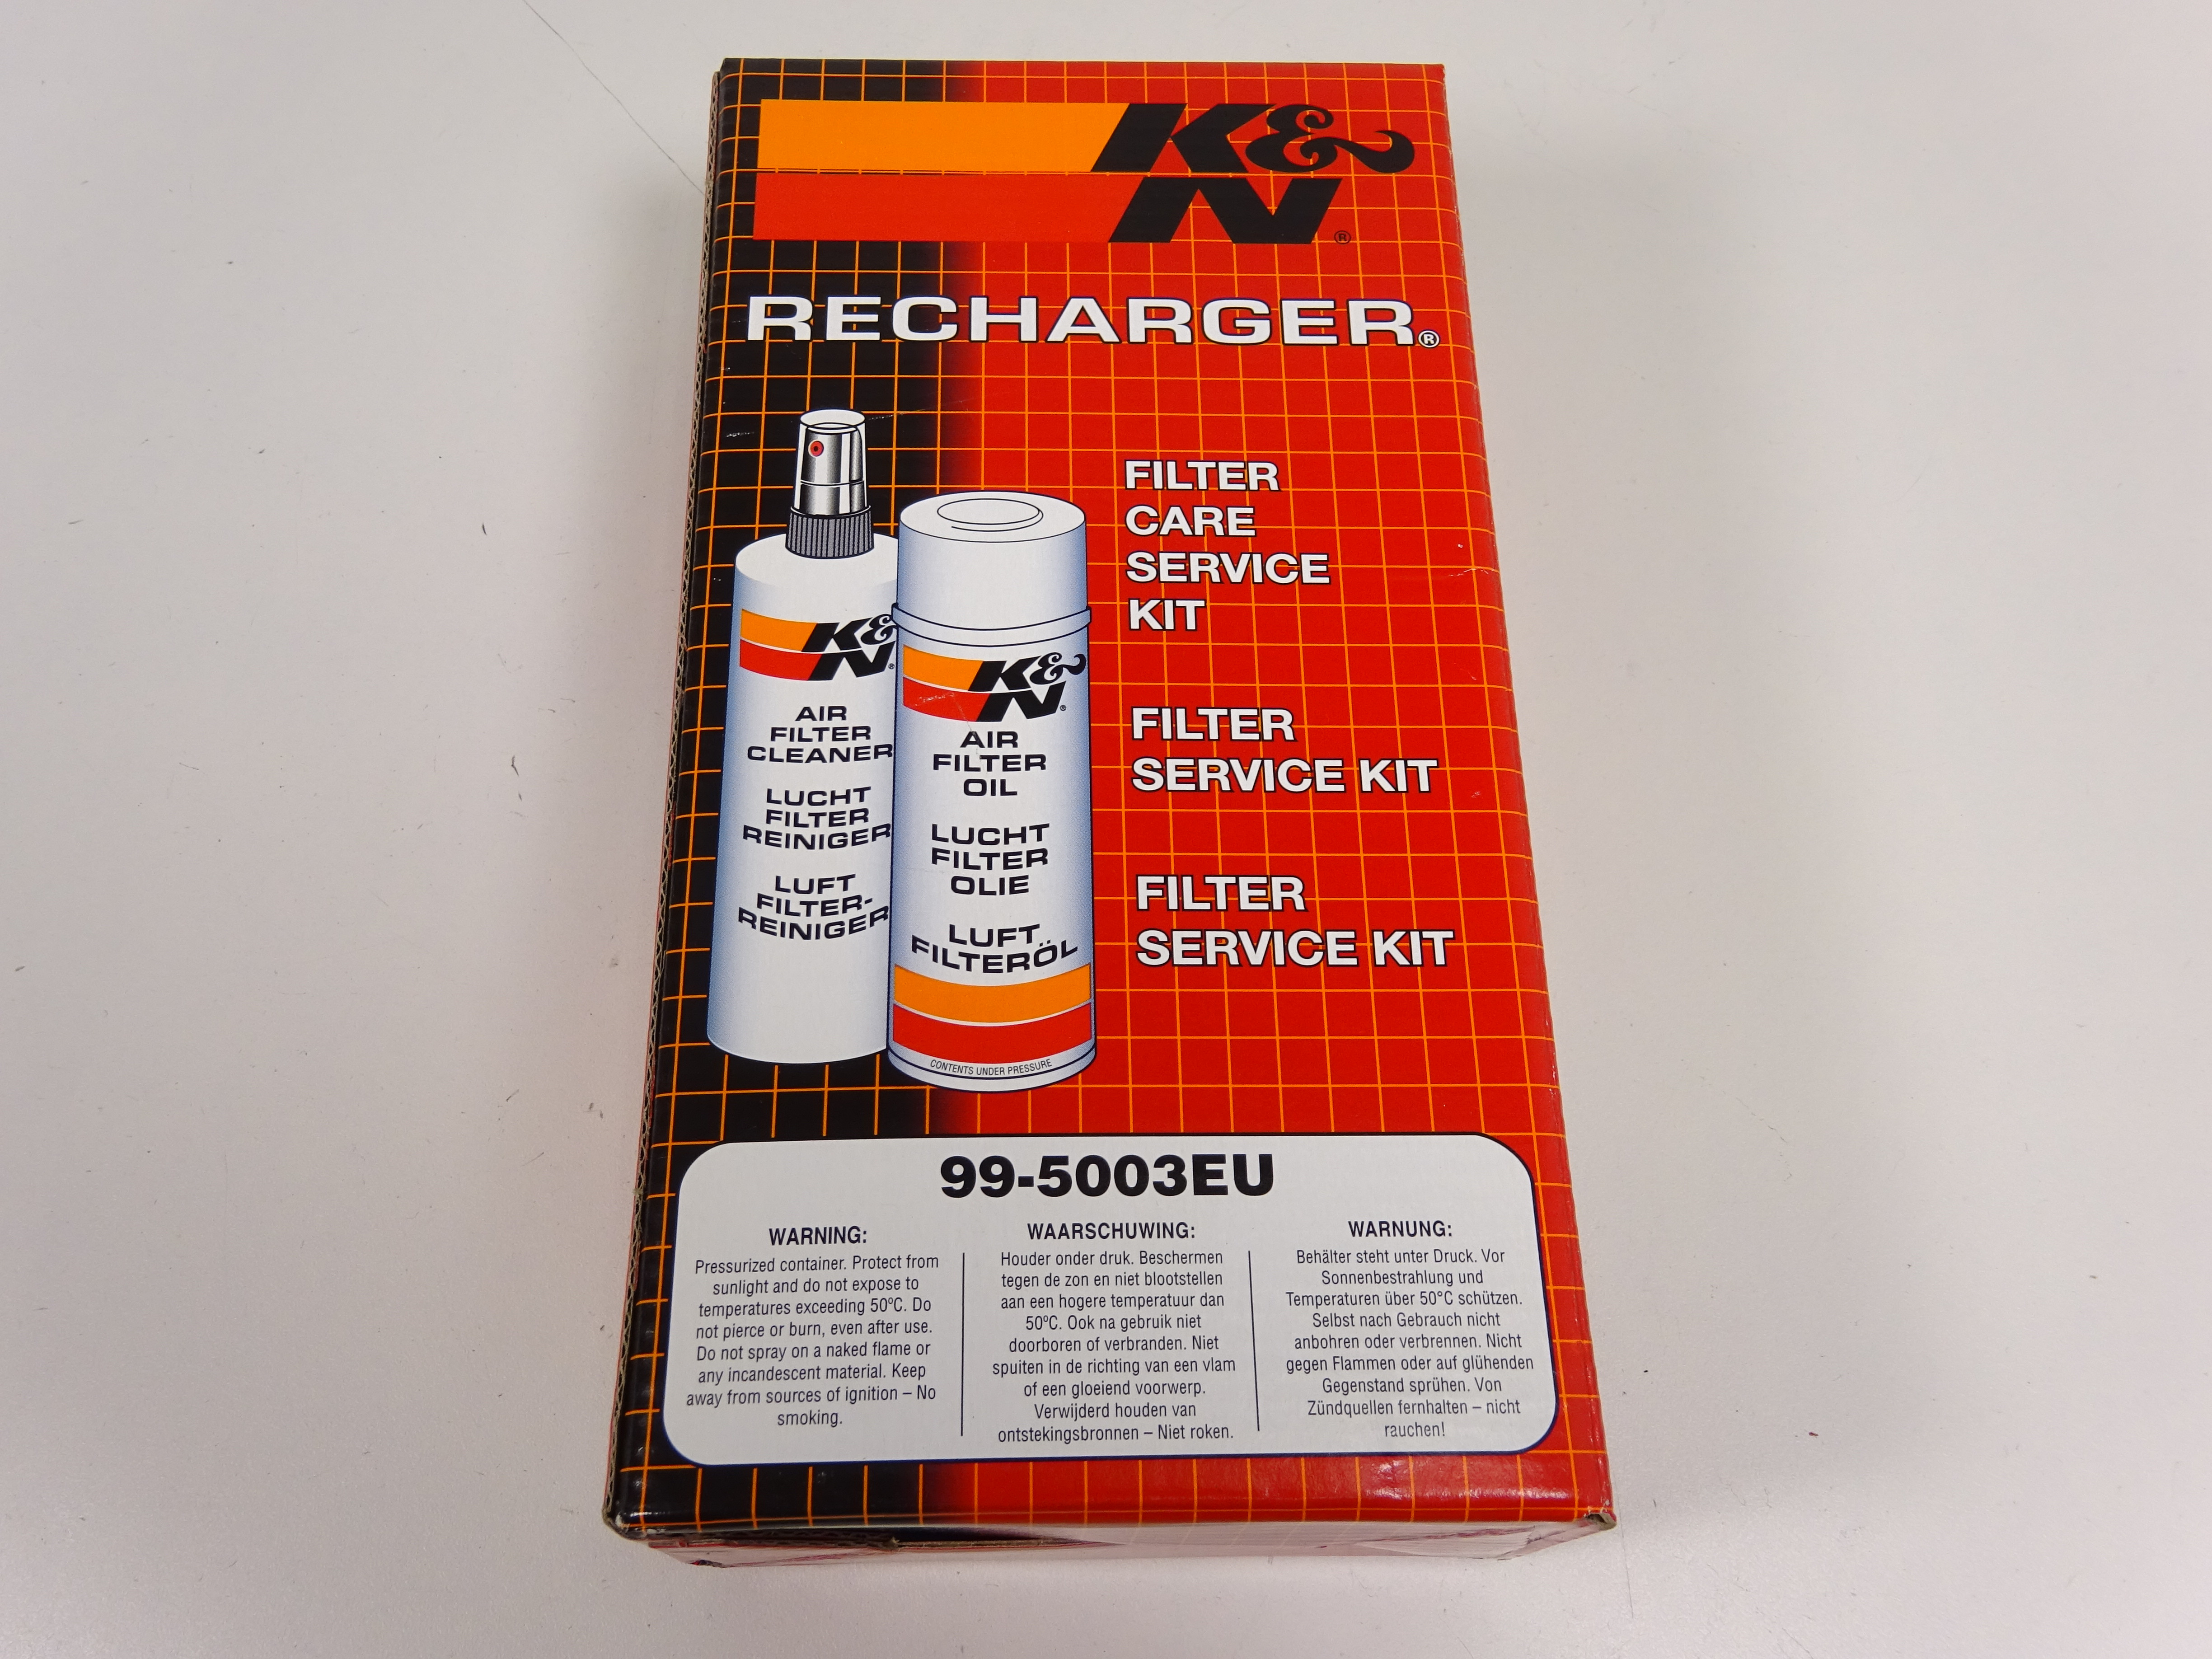 K&N®
RECHARGER®
FILTER
CARE
SERVICE
KIT
FILTER
SERVICE KIT
FILTER
SERVICE KIT
K&N®
AIR
FILTER
CLEANER
LUCHT
FILTER
REINIGER
LUFT
FILTER-
REINIGER
K&N®
AIR
FILTER
OIL
LUCHT
FILTER
OLIE
LUFT
FILTERÖL
CONTENTS UNDER PRESSURE
99-5003EU
WARNING:
Pressurized container. Protect from
sunlight and do not expose to
temperatures exceeding 50ºC. Do
not pierce or burn, even after use.
Do not spray on a naked flame or
any incandescent material. Keep
away from sources of ignition – No
smoking.
WAARSCHUWING:
Houder onder druk. Beschermen
tegen de zon en niet blootstellen
aan een hogere temperatuur dan
50ºC. Ook na gebruik niet
doorboren of verbranden. Niet
spuiten in de richting van een vlam
of een gloeiend voorwerp.
Verwijderd houden van
ontstekingsbronnen – Niet roken.
WARNUNG:
Behälter steht unter Druck. Vor
Sonnenbestrahlung und
Temperaturen über 50°C schützen.
Selbst nach Gebrauch nicht
anbohren oder verbrennen. Nicht
gegen Flammen oder auf glühenden
Gegenstand sprühen. Von
Zündquellen fernhalten – nicht
rauchen!